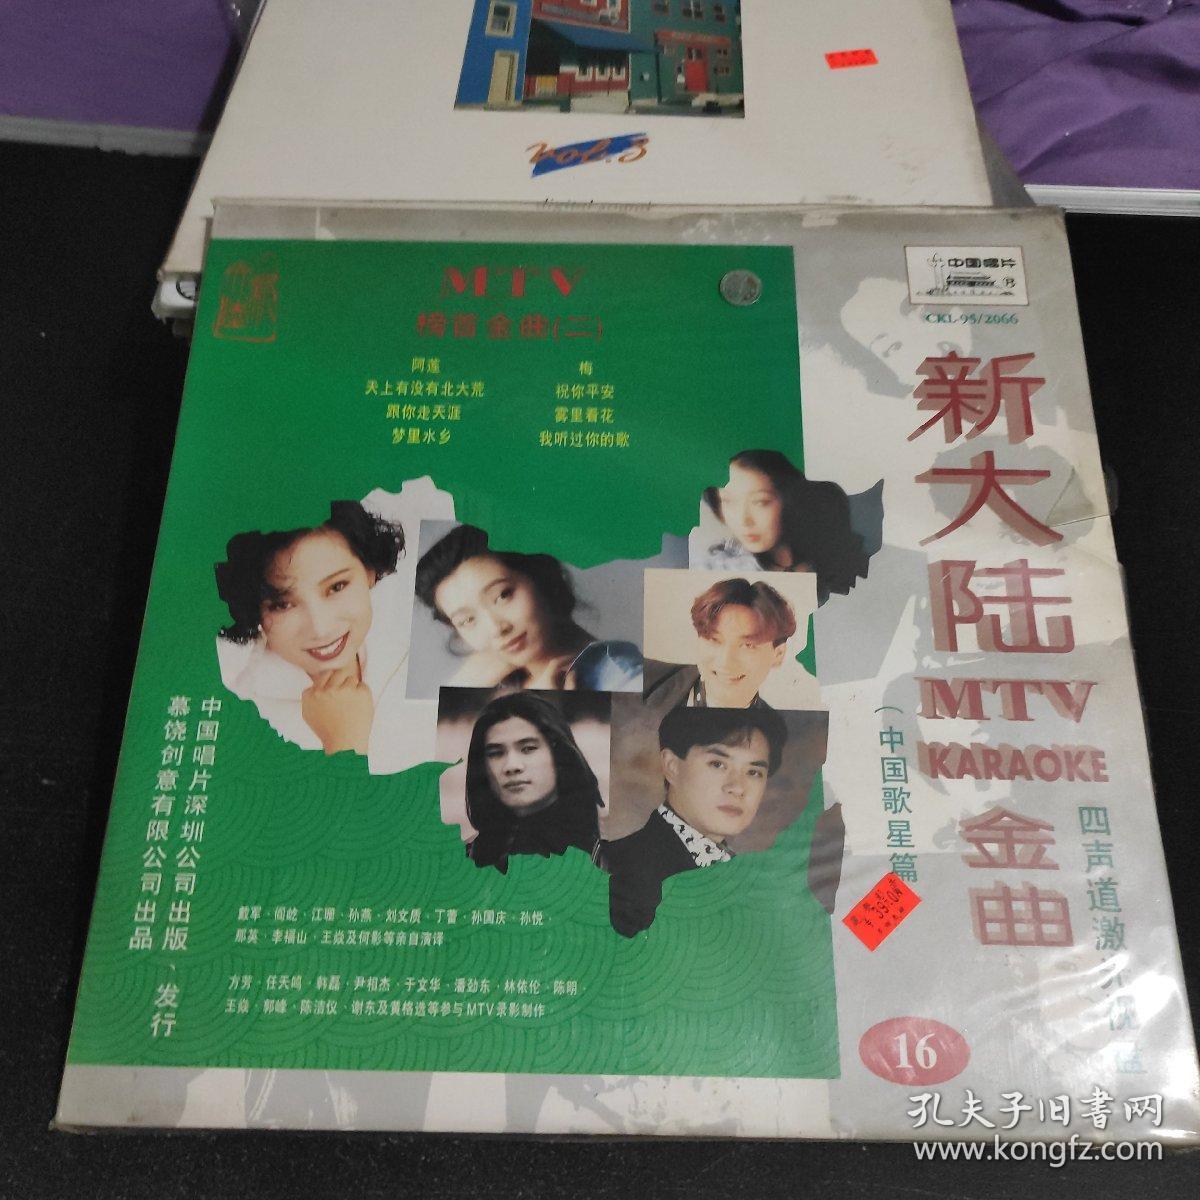 vol.3
digital sound
中国唱片
CKL-95/2066
MTV
榜首金曲(二)
阿莲
天上有没有北大荒
跟你走天涯
梦里水乡
梅
祝你平安
雾里看花
我听过你的歌
新大陆
MTV
KARAOKE
金曲
(中国歌星篇
四声道激光视盘
中国唱片深圳公司出版、发行
慕饶创意有限公司出品
戴军·阎屹·江珊·孙燕·刘文质·丁蕾·孙国庆·孙悦·
那英·李福山·王焱及何影等亲自演译
方芳·任天鸣·韩磊·尹相杰·于文华·潘劲东·林依伦·陈明
王焱·郭峰·陈洁仪·谢东及黄格选等参与MTV录影制作
16
孔夫子旧书网
www.kongfz.com